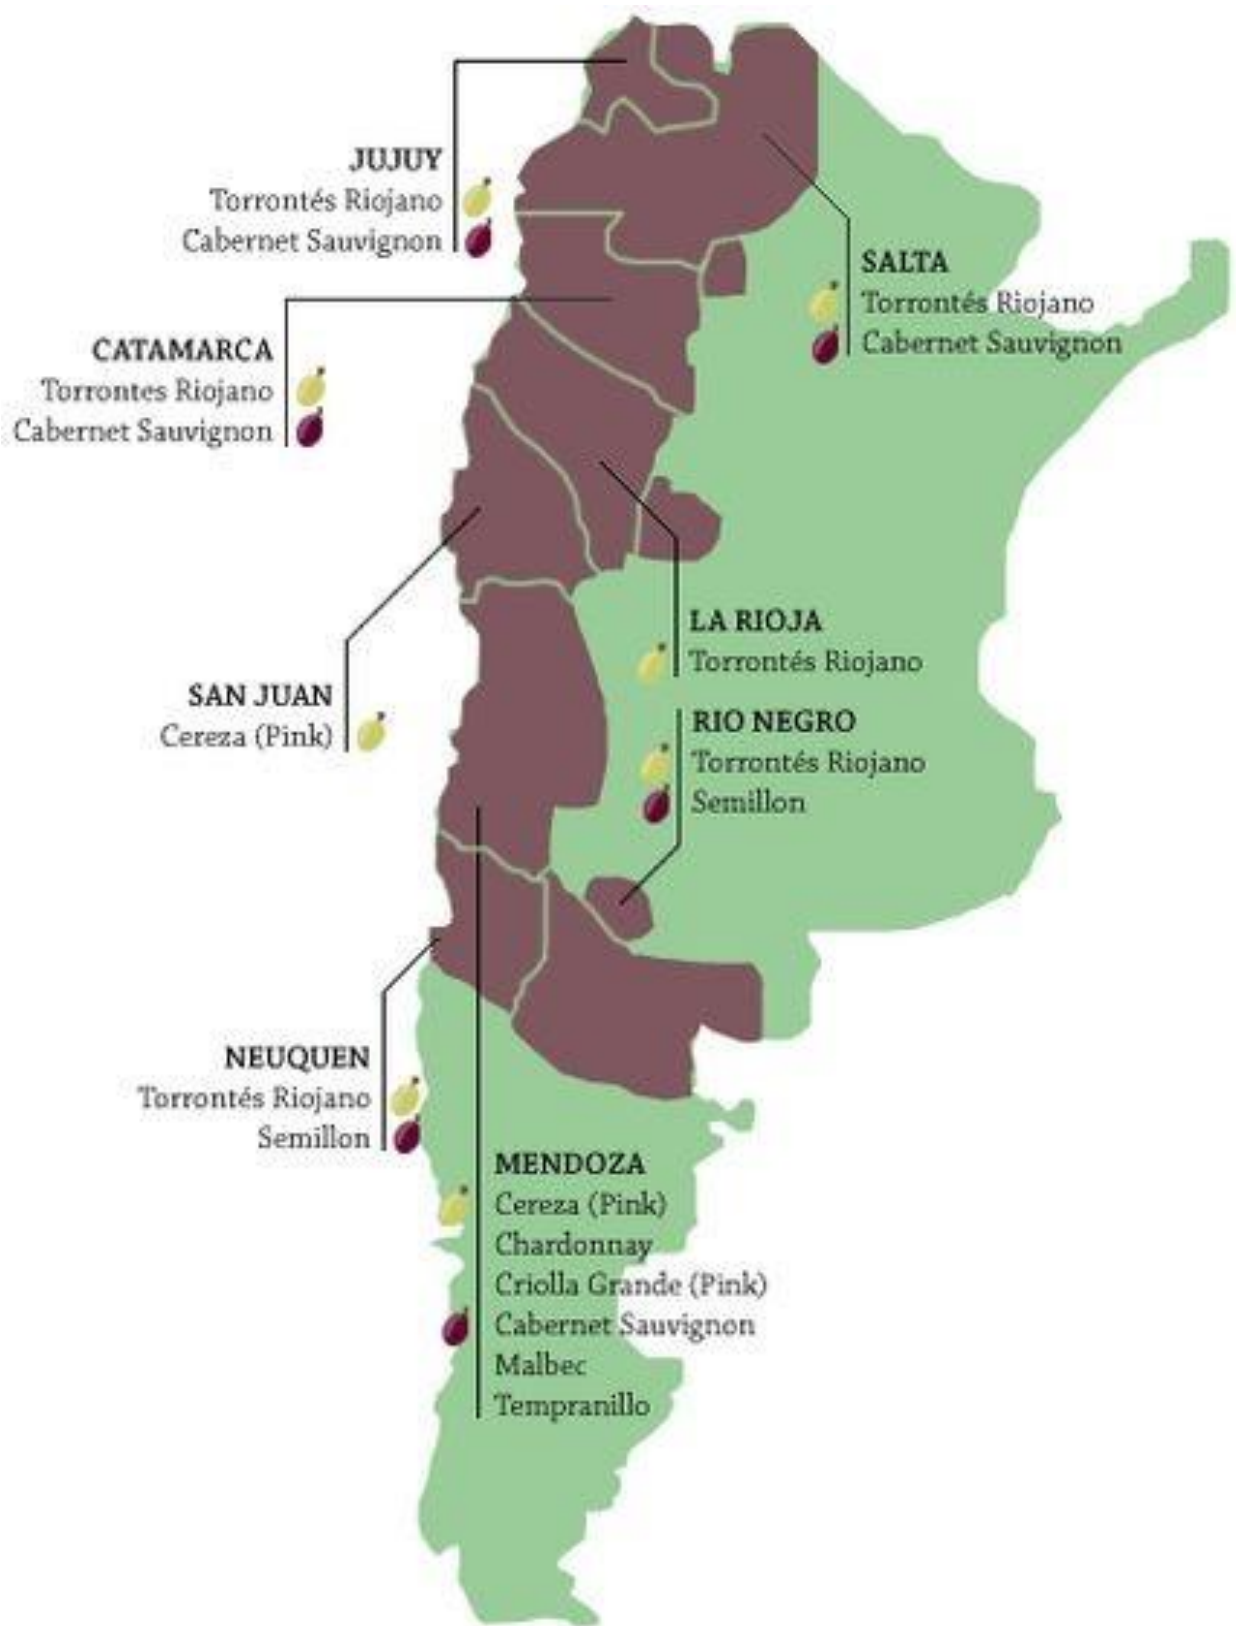 JUJUY
Torrontés Riojano
Cabernet Sauvignon
SALTA
Torrontés Riojano
Cabernet Sauvignon
CATAMARCA
Torrontes Riojano
Cabernet Sauvignon
LA RIOJA
Torrontés Riojano
SAN JUAN
Cereza (Pink)
RIO NEGRO
Torrontés Riojano
Semillon
NEUQUEN
Torrontés Riojano
Semillon
MENDOZA
Cereza (Pink)
Chardonnay
Criolla Grande (Pink)
Cabernet Sauvignon
Malbec
Tempranillo